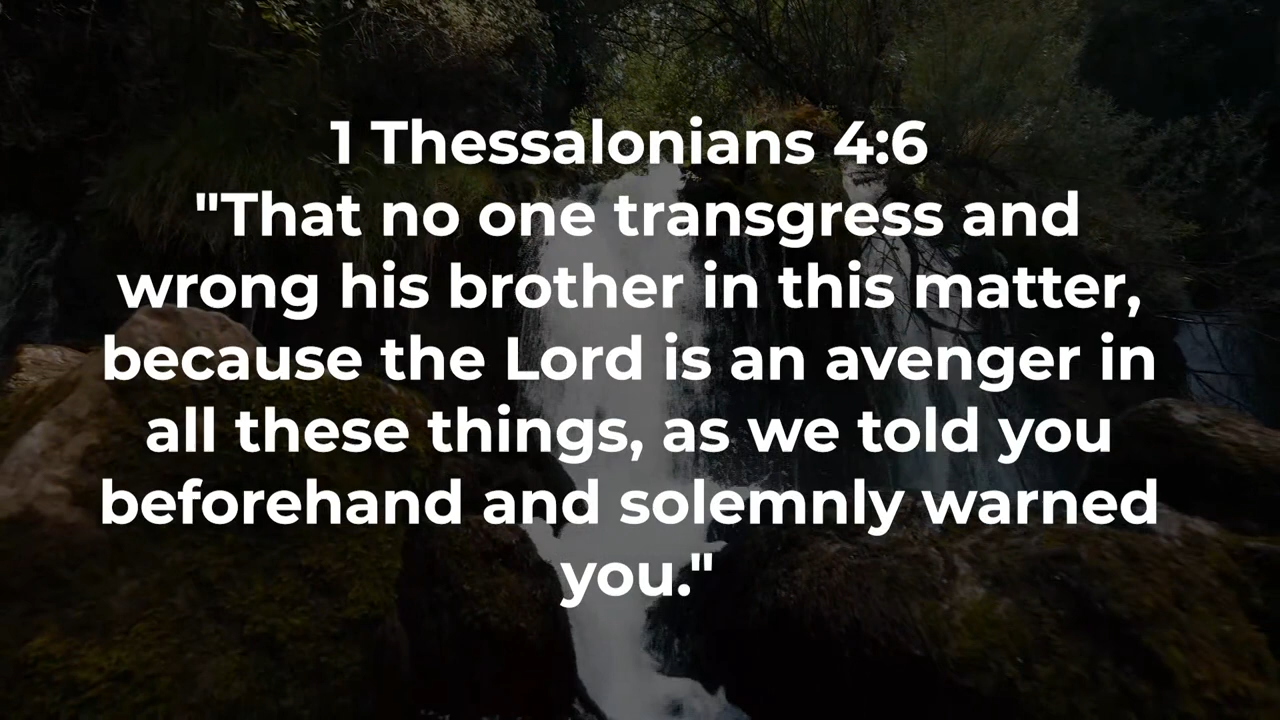 1 Thessalonians 4:6
"That no one transgress and
wrong his brother in this matter,
because the Lord is an avenger in
all these things, as we told you
beforehand and solemnly warned
you."